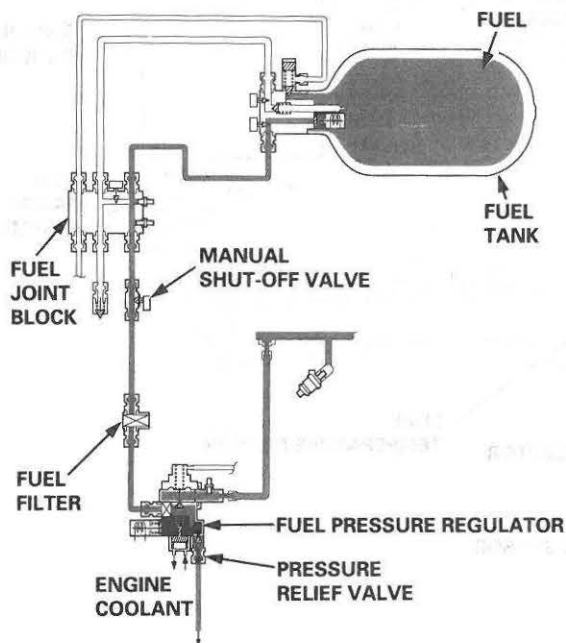 FUEL
FUEL
TANK
FUEL
JOINT
BLOCK
MANUAL
SHUT-OFF VALVE
FUEL
FILTER
FUEL PRESSURE REGULATOR
ENGINE
COOLANT
PRESSURE
RELIEF VALVE